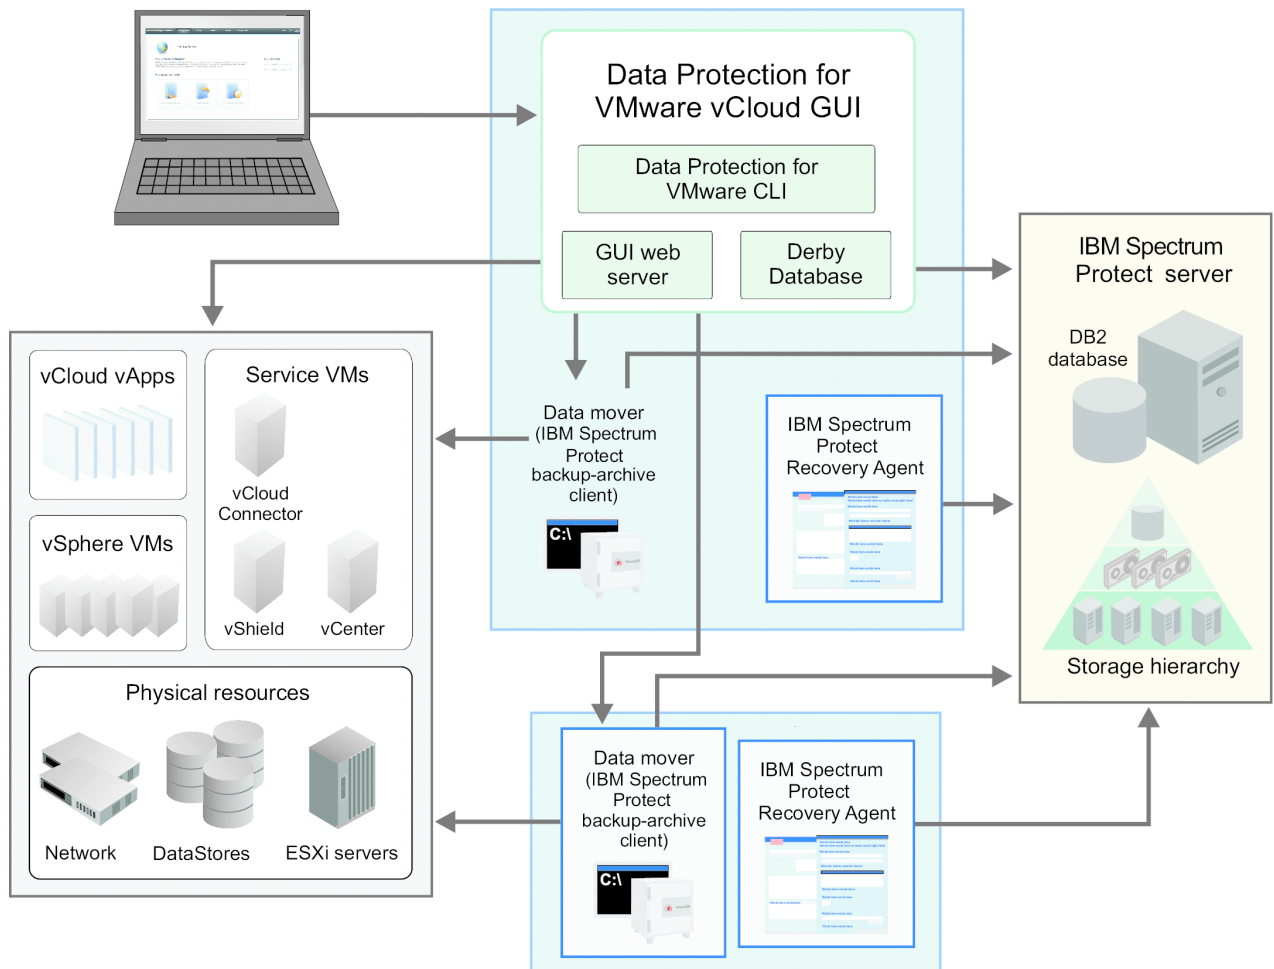 Data Protection for
VMware vCloud GUI
Data Protection for
VMware CLI
GUI web
server
Derby
Database
IBM Spectrum
Protect server
DB2
database
Storage hierarchy
vCloud vApps
Service VMs
vCloud
Connector
vSphere VMs
vShield
vCenter
Physical resources
Network
DataStores
ESXi servers
Data mover
(IBM Spectrum
Protect
backup-archive
client)
C:\
IBM Spectrum
Protect
Recovery Agent
Data mover
(IBM Spectrum
Protect
backup-archive
client)
C:\
IBM Spectrum
Protect
Recovery Agent